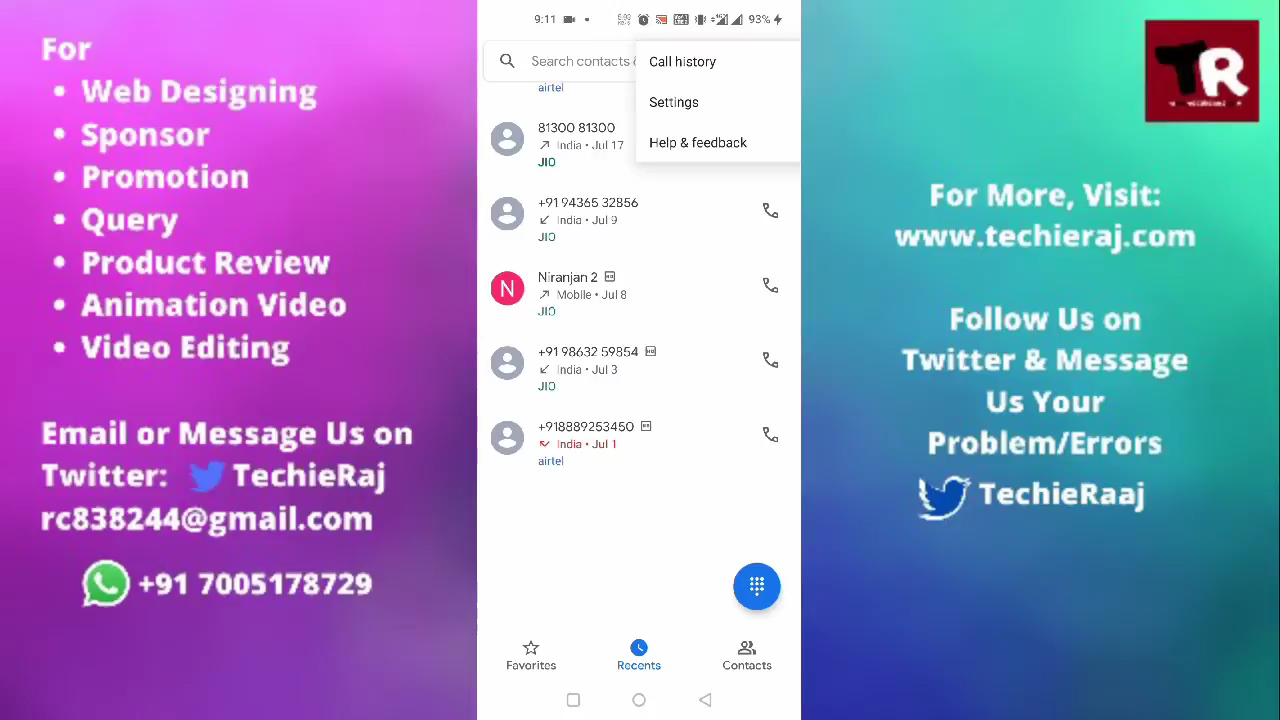 For
• Web Designing
• Sponsor
• Promotion
• Query
• Product Review
• Animation Video
• Video Editing
Email or Message Us on
Twitter: TechieRaj
rc838244@gmail.com
+91 7005178729
9:11
93%
Search contacts
Call history
Settings
Help & feedback
airtel
81300 81300
India • Jul 17
JIO
+91 94365 32856
India • Jul 9
JIO
N
Niranjan 2
Mobile • Jul 8
JIO
+91 98632 59854
India • Jul 3
JIO
+918889253450
India • Jul 1
airtel
Favorites
Recents
Contacts
TR
For More, Visit:
www.techieraj.com
Follow Us on
Twitter & Message
Us Your
Problem/Errors
TechieRaaj